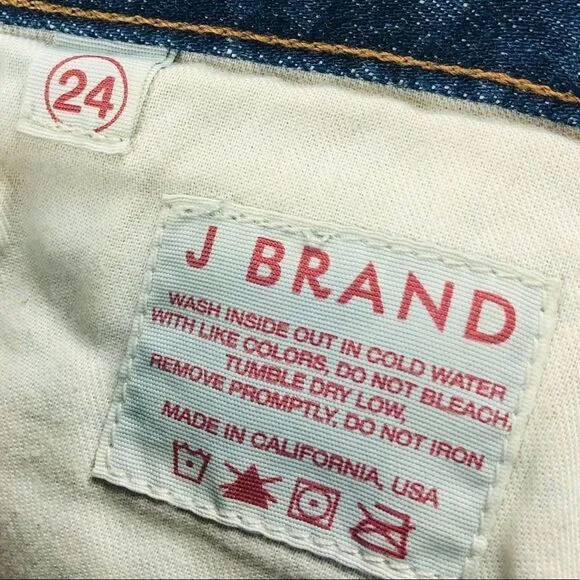 24
J BRAND
WASH INSIDE OUT IN COLD WATER
WITH LIKE COLORS, DO NOT BLEACH,
TUMBLE DRY LOW,
REMOVE PROMPTLY, DO NOT IRON
MADE IN CALIFORNIA, USA